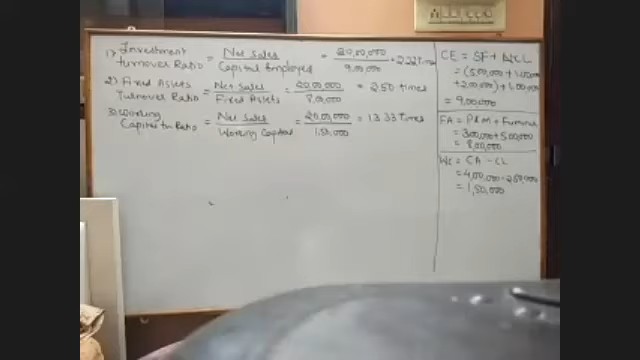 1) Investment Turnover Ratio = Net Sales / Capital Employed = 20,00,000 / 9,00,000 = 2.22 Times
2) Fixed Assets Turnover Ratio = Net Sales / Fixed Assets = 20,00,000 / 8,00,000 = 2.50 times
3) Working Capital Tn Ratio = Net Sales / Working Capital = 20,00,000 / 1,50,000 = 13.33 Times
CE = SF + NCL
= (5,00,000 + 1,00,000
+ 2,00,000) + 1,00,000
= 9,00,000
FA = P&M + Furniture
= 3,00,000 + 5,00,000
= 8,00,000
WC = CA - CL
= 4,00,000 - 2,50,000
= 1,50,000